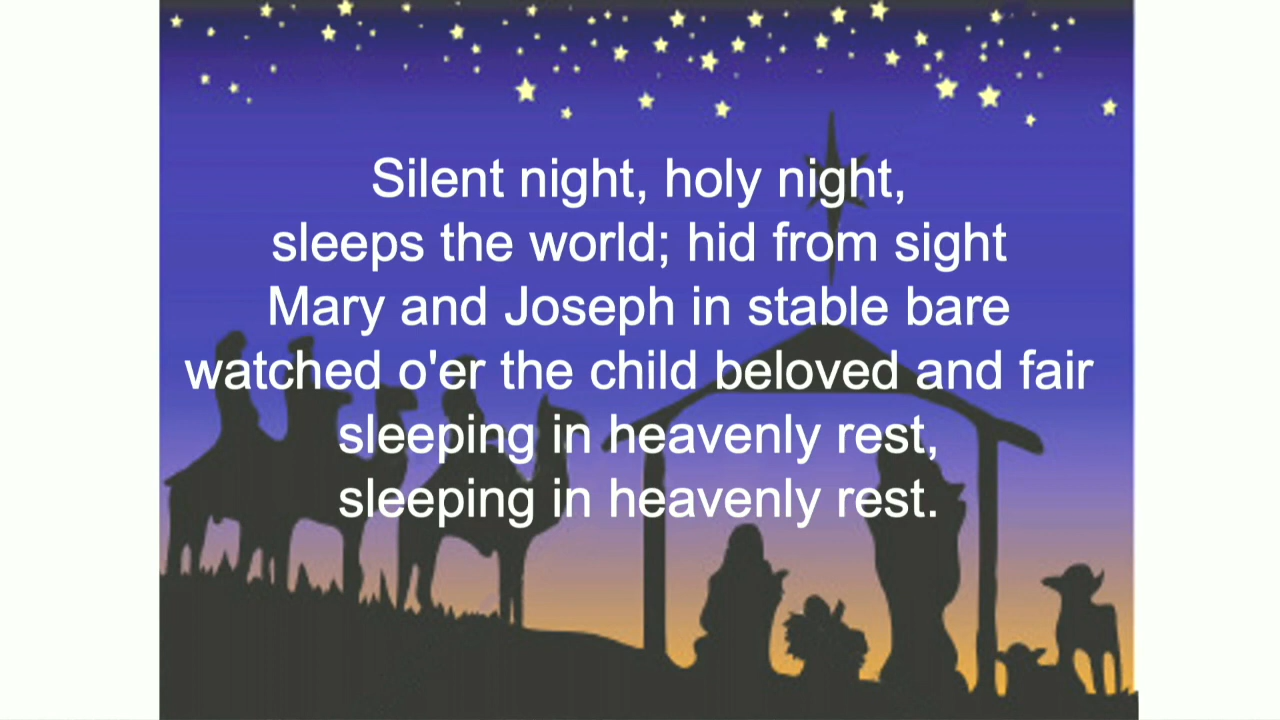 Silent night, holy night,
sleeps the world; hid from sight
Mary and Joseph in stable bare
watched o'er the child beloved and fair
sleeping in heavenly rest,
sleeping in heavenly rest.